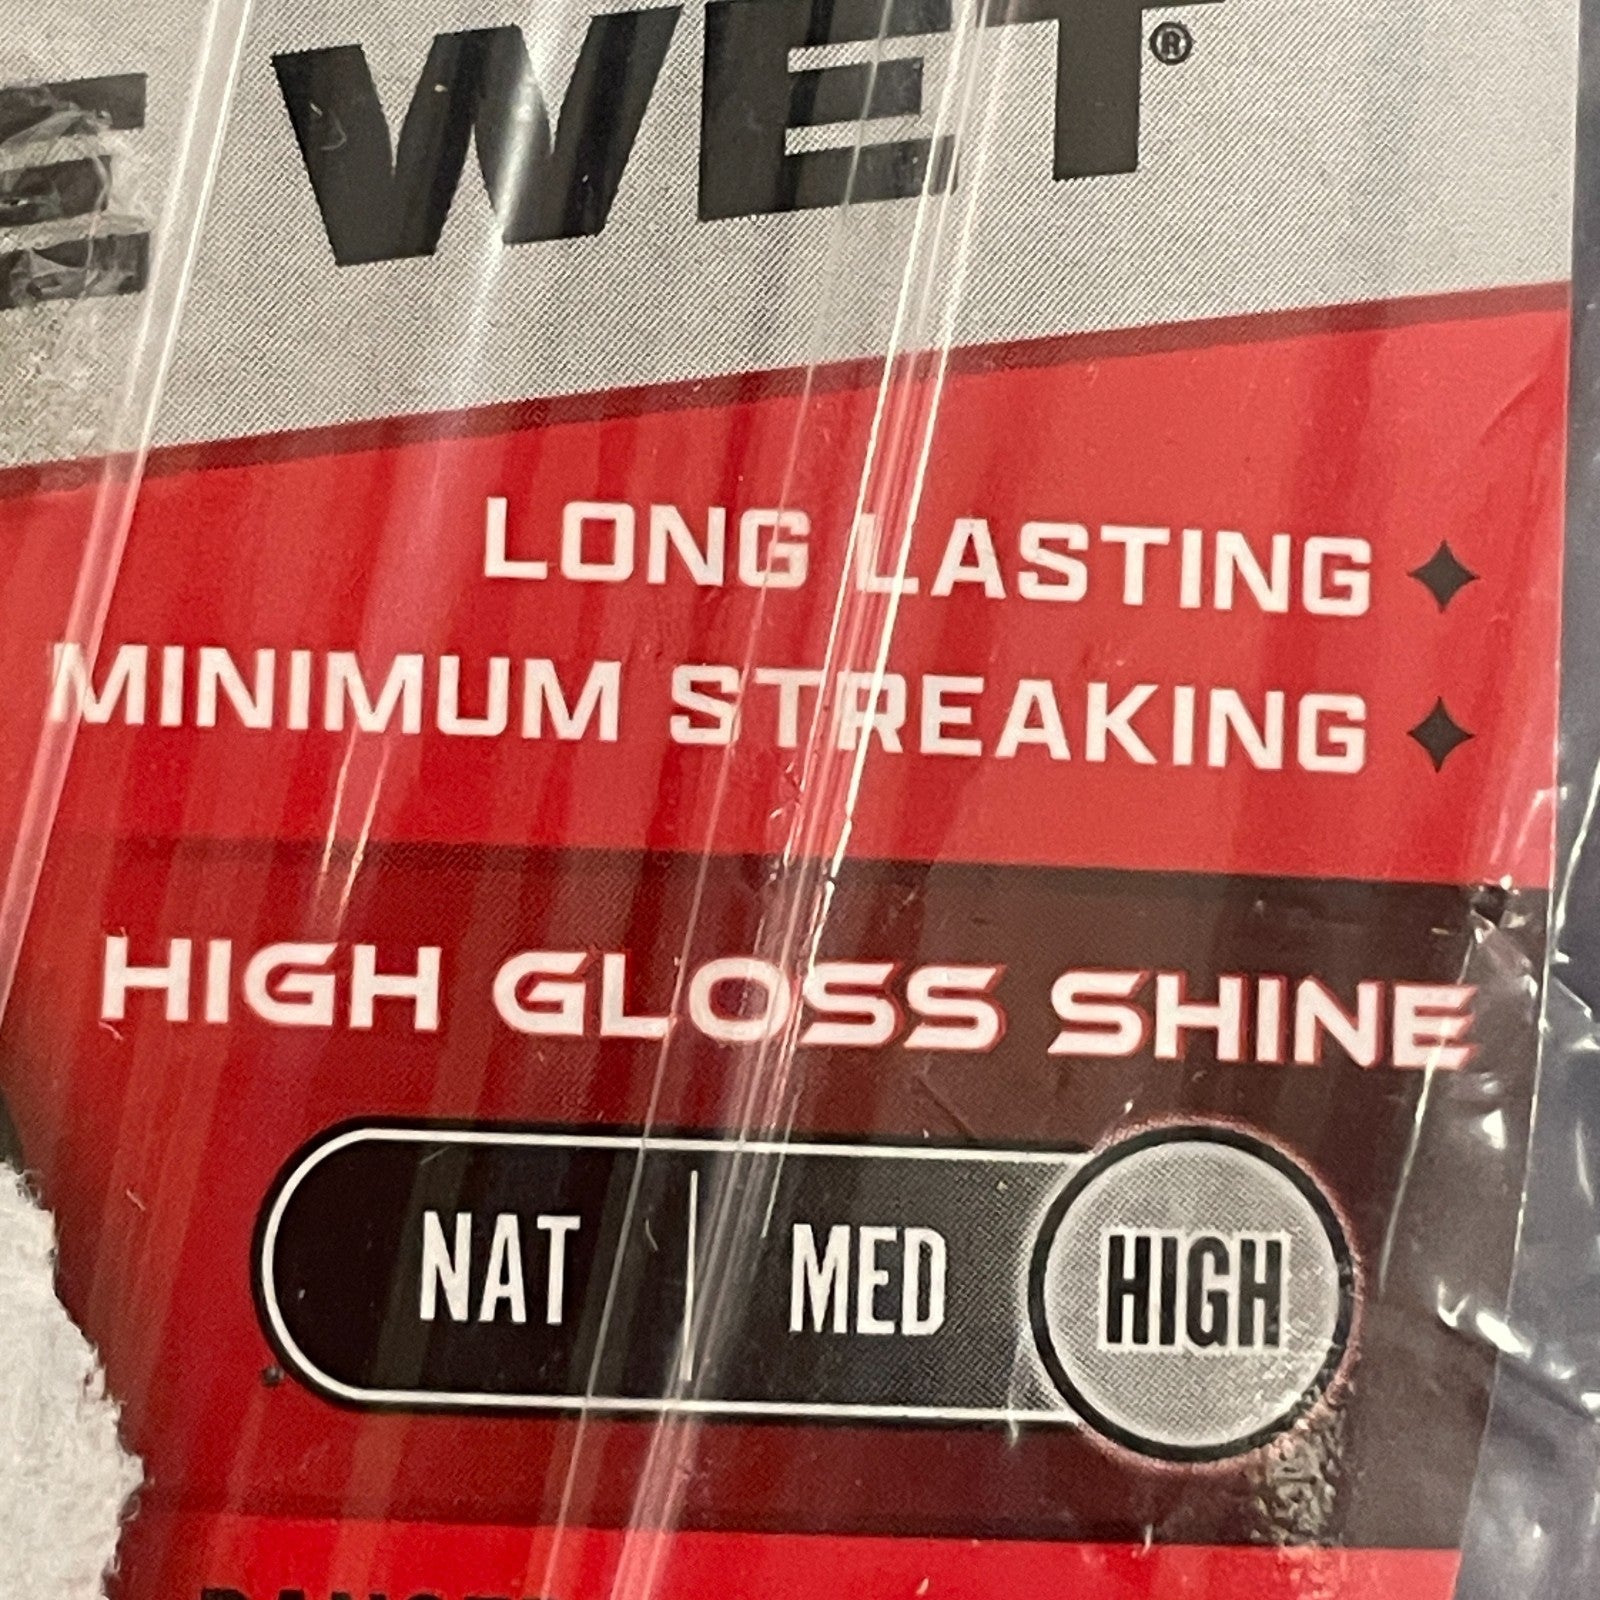 E WET®
LONG LASTING
MINIMUM STREAKING
HIGH GLOSS SHINE
NAT | MED HIGH